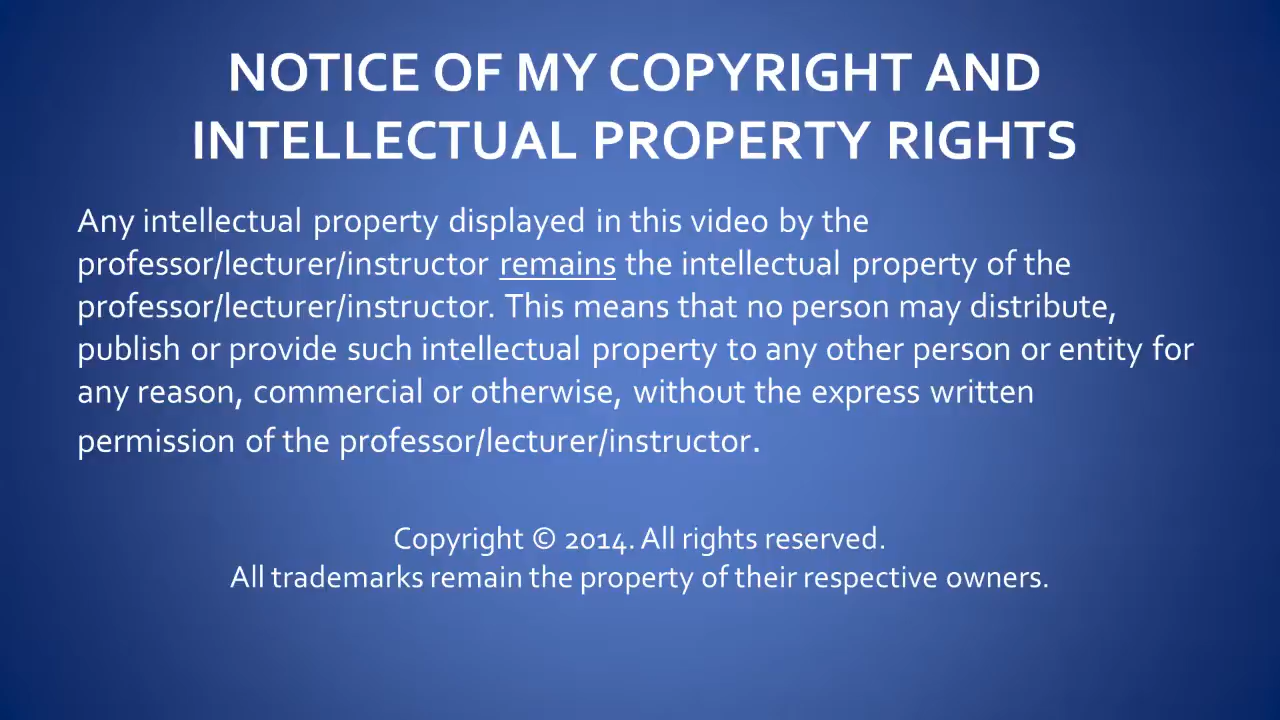 NOTICE OF MY COPYRIGHT AND
INTELLECTUAL PROPERTY RIGHTS
Any intellectual property displayed in this video by the
professor/lecturer/instructor remains the intellectual property of the
professor/lecturer/instructor. This means that no person may distribute,
publish or provide such intellectual property to any other person or entity for
any reason, commercial or otherwise, without the express written
permission of the professor/lecturer/instructor.
Copyright © 2014. All rights reserved.
All trademarks remain the property of their respective owners.